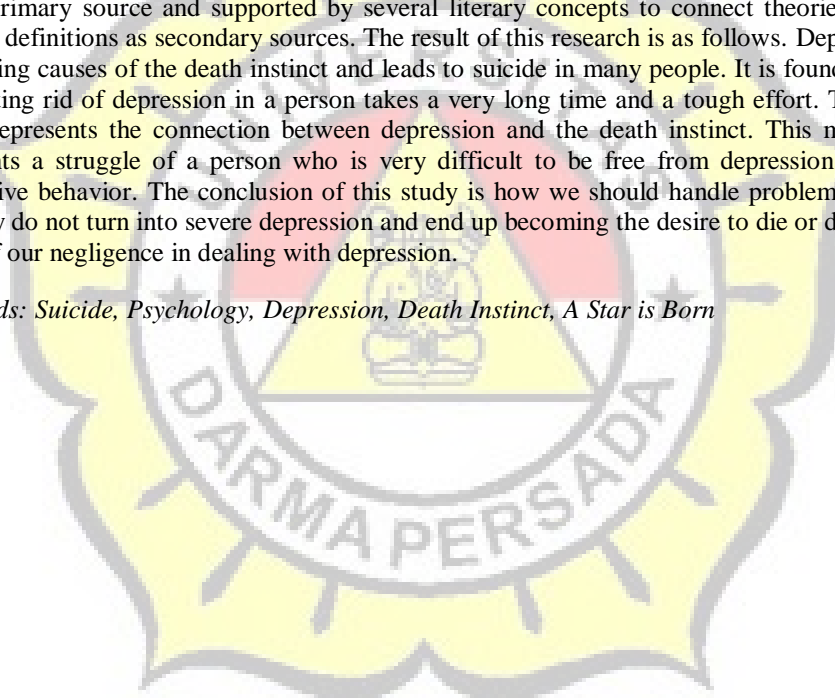 rimary source and supported by several literary concepts to connect theorie
definitions as secondary sources. The result of this research is as follows. Dep
ing causes of the death instinct and leads to suicide in many people. It is found
ting rid of depression in a person takes a very long time and a tough effort. T
epresents the connection between depression and the death instinct. This n
nts a struggle of a person who is very difficult to be free from depression
ive behavior. The conclusion of this study is how we should handle problem
y do not turn into severe depression and end up becoming the desire to die or d
f our negligence in dealing with depression.
ds: Suicide, Psychology, Depression, Death Instinct, A Star is Born
UNIVERSITAS
DARMA PERSADA